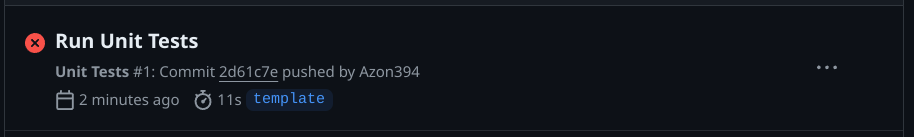 Run Unit Tests
Unit Tests #1: Commit 2d61c7e pushed by Azon394
2 minutes ago 11s template